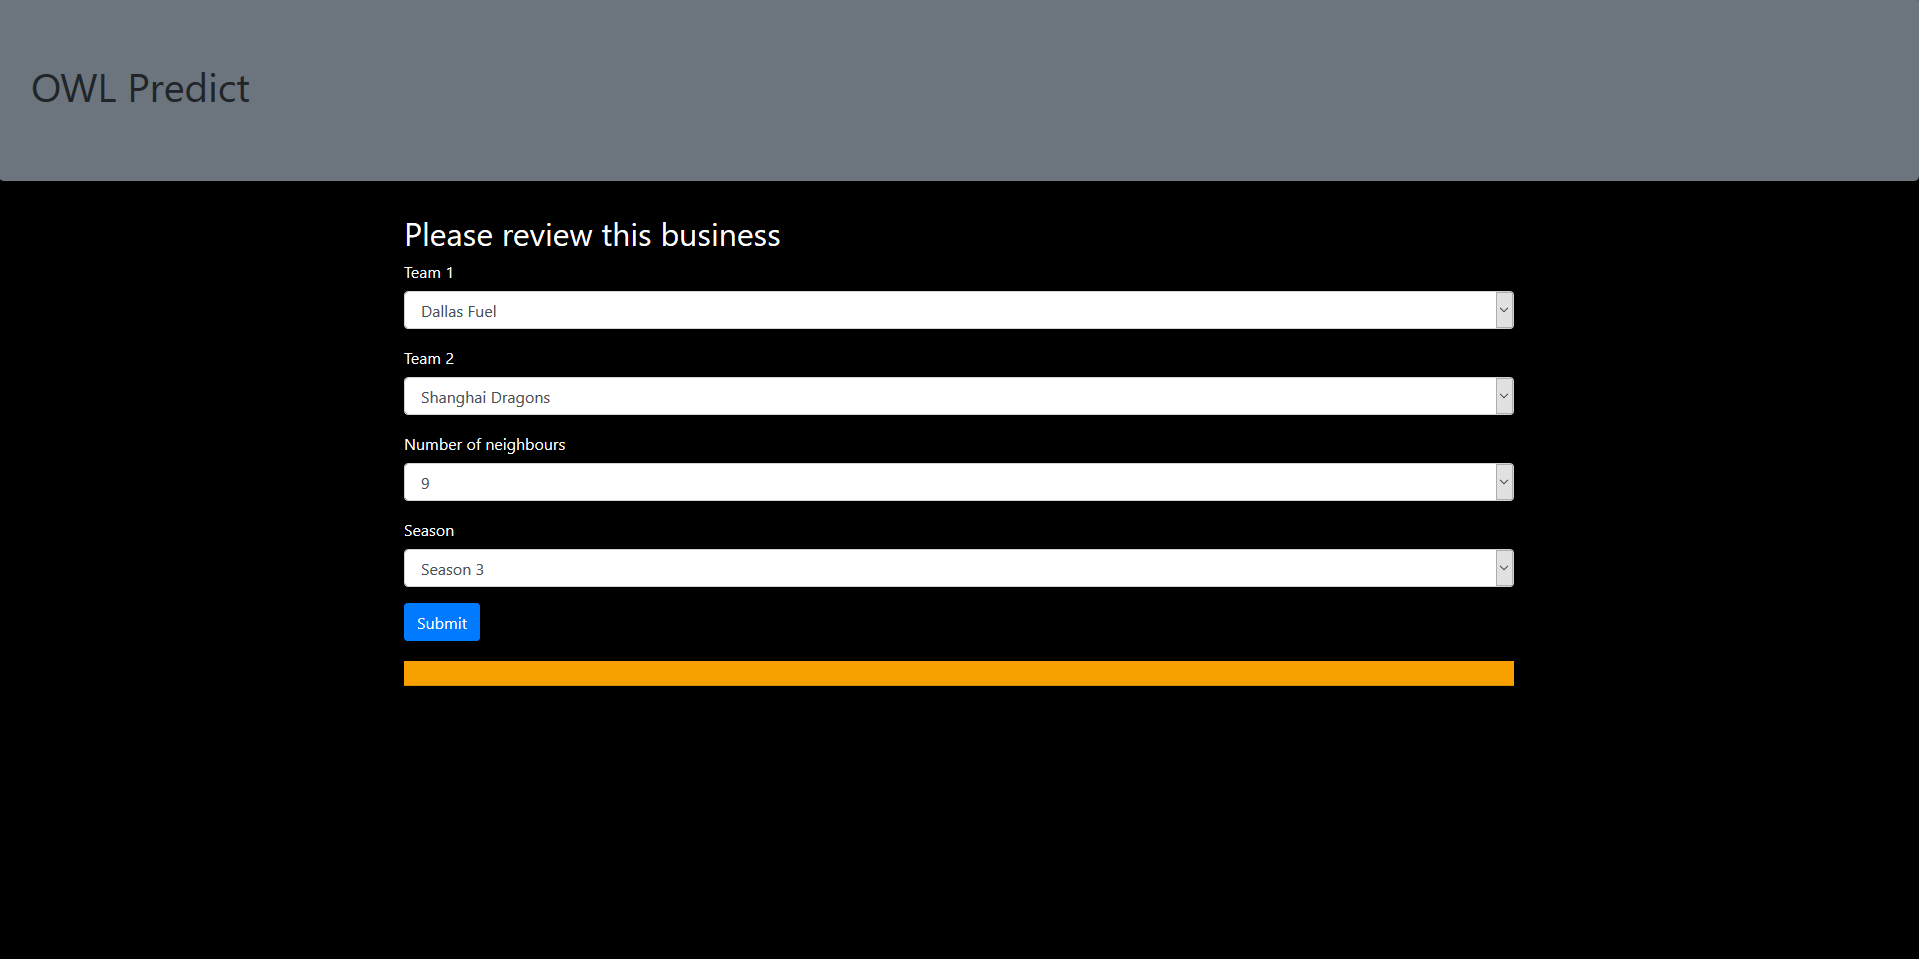 OWL Predict
Please review this business
Team 1
Dallas Fuel
Team 2
Shanghai Dragons
Number of neighbours
9
Season
Season 3
Submit